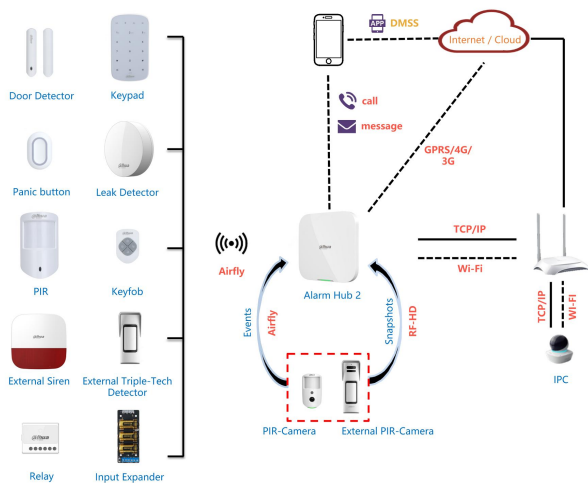 APP
DMSS
Internet / Cloud
Door Detector
Keypad
call
message
GPRS/4G/
3G
Panic button
Leak Detector
alhua
Airfly
TCP/IP
Wi-Fi
Alarm Hub 2
PIR
Keyfob
Events
Airfly
Snapshots
RF-HD
TCP/IP
WI-FI
IPC
External Siren
External Triple-Tech
Detector
PIR-Camera
External PIR-Camera
alhua
Relay
Input Expander